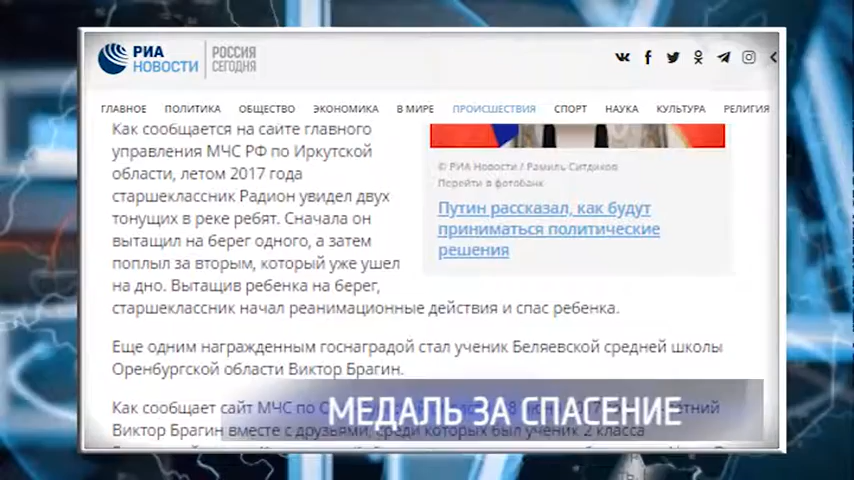 РИА
НОВОСТИ
РОССИЯ
СЕГОДНЯ
ГЛАВНОЕ ПОЛИТИКА ОБЩЕСТВО ЭКОНОМИКА В МИРЕ ПРОИСШЕСТВИЯ СПОРТ НАУКА КУЛЬТУРА РЕЛИГИЯ
Как сообщается на сайте главного
управления МЧС РФ по Иркутской
области, летом 2017 года
старшеклассник Радион увидел двух
тонущих в реке ребят. Сначала он
вытащил на берег одного, а затем
поплыл за вторым, который уже ушел
на дно. Вытащив ребенка на берег,
старшеклассник начал реанимационные действия и спас ребенка.
© РИА Новости / Рамиль Ситдиков
Перейти в фотобанк
Путин рассказал, как будут
приниматься политические
решения
Еще одним награжденным госнаградой стал ученик Беляевской средней школы
Оренбургской области Виктор Брагин.
Как сообщает сайт МЧС по
Виктор Брагин вместе с друзьями, среди которых был ученик 2 класса
МЕДАЛЬ ЗА СПАСЕНИЕ